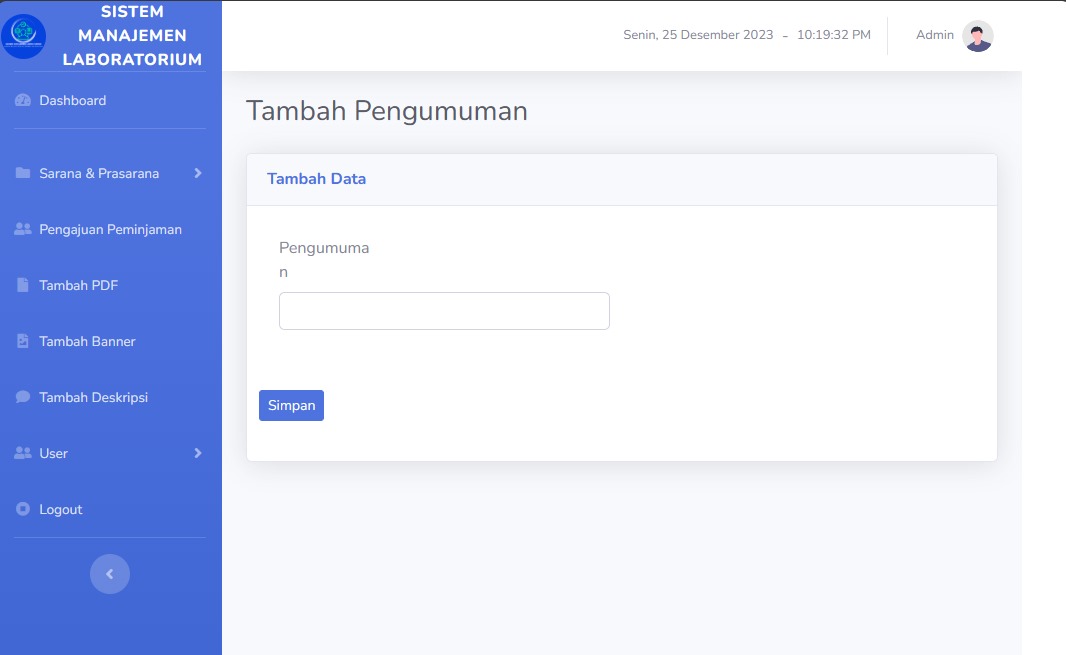 SISTEM
MANAJEMEN
LABORATORIUM
Senin, 25 Desember 2023 - 10:19:32 PM
Admin
Dashboard
Sarana & Prasarana
Pengajuan Peminjaman
Tambah PDF
Tambah Banner
Tambah Deskripsi
User
Logout
Tambah Pengumuman
Tambah Data
Pengumuma
n
Simpan